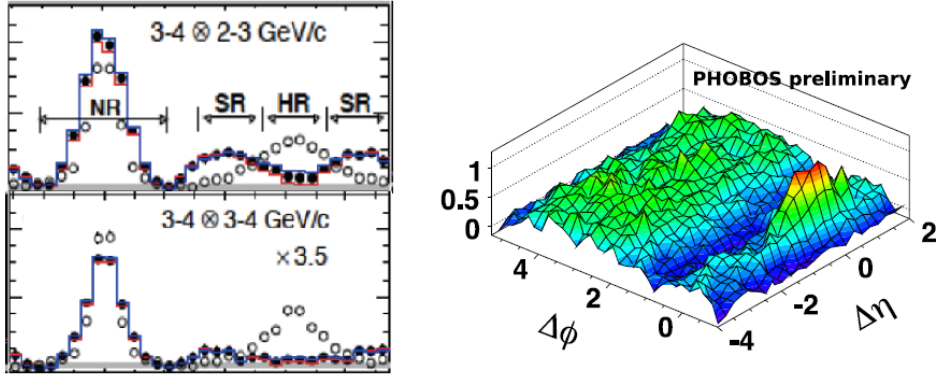 3-4 ⊗ 2-3 GeV/c
NR
SR
HR
SR
3-4 ⊗ 3-4 GeV/c
×3.5
PHOBOS preliminary
1
0.5
0
4
2
0
Δϕ
-4
-2
0
2
Δη